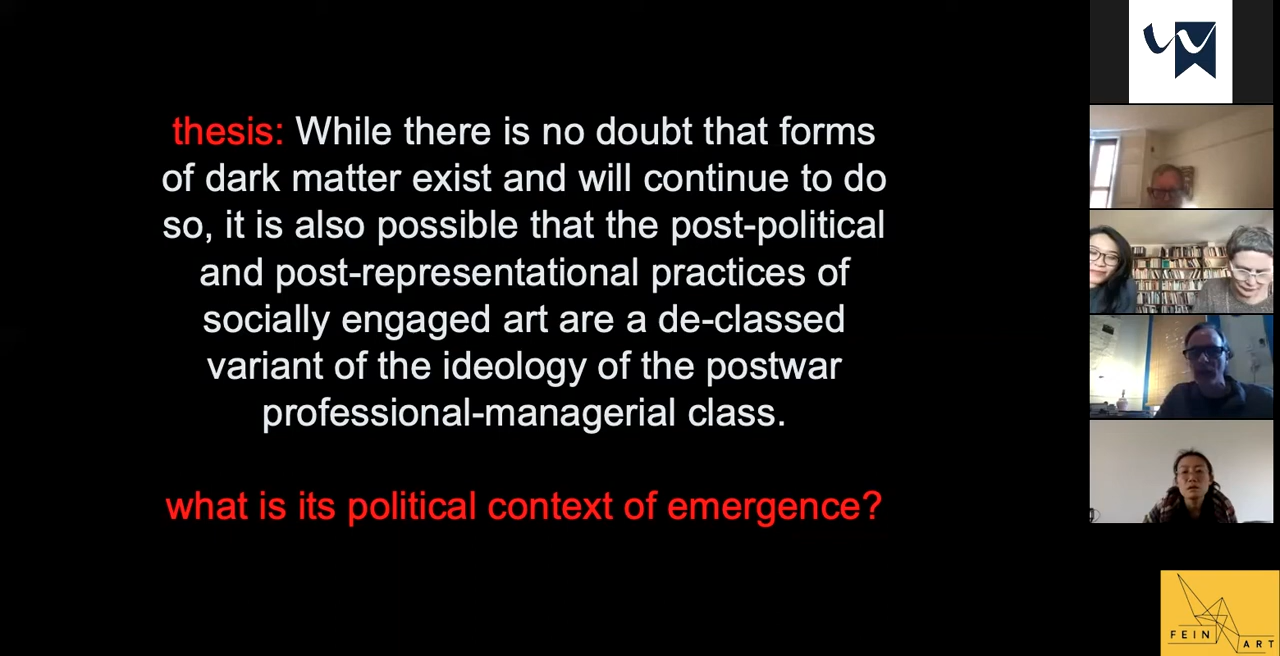 thesis: While there is no doubt that forms
of dark matter exist and will continue to do
so, it is also possible that the post-political
and post-representational practices of
socially engaged art are a de-classed
variant of the ideology of the postwar
professional-managerial class.
what is its political context of emergence?
FEIN
ART